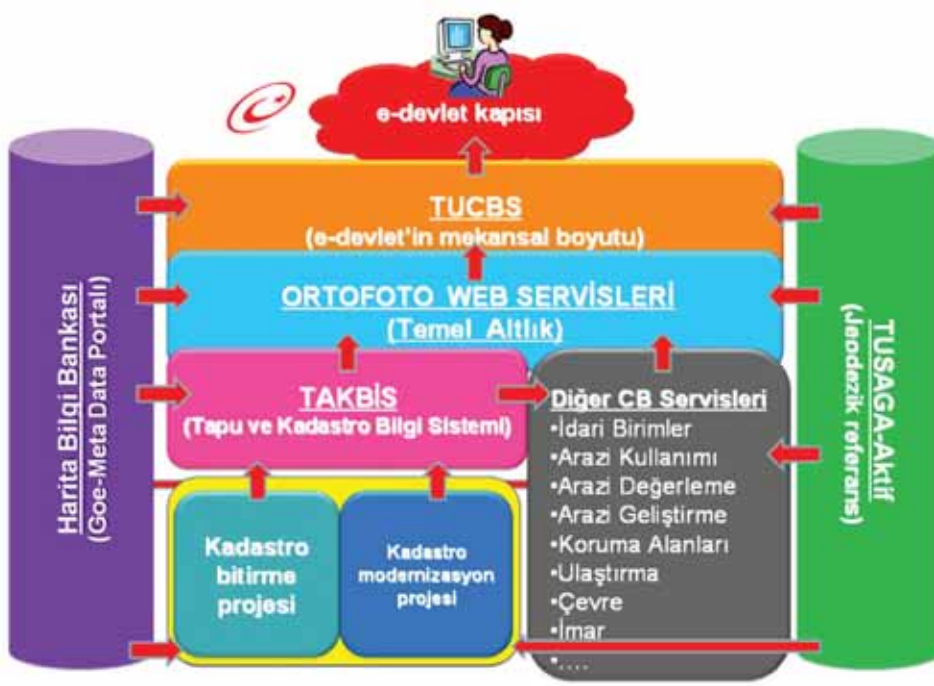 e-devlet kapısı
TUCBS
(e-devlet'in mekansal boyutu)
ORTOFOTO WEB SERVİSLERİ
(Temel Altlık)
TAKBİS
(Tapu ve Kadastro Bilgi Sistemi)
Kadastro
bitirme
projesi
Kadastro
modernizasyon
projesi
Diğer CB Servisleri
•İdari Birimler
•Arazi Kullanımı
•Arazi Değerleme
•Arazi Geliştirme
•Koruma Alanları
•Ulaştırma
•Çevre
•İmar
•....
Harita Bilgi Bankası
(Goe-Meta Data Portalı)
TUSAGA-Aktif
(Jeodezik referans)